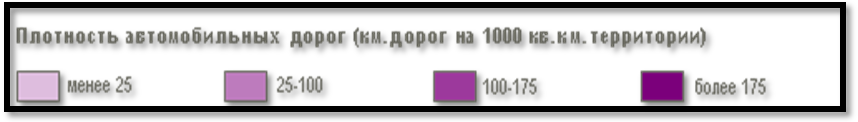 Плотность автомобильных дорог (км.дорог на 1000 кв.км.территории)
менее 25 25-100 100-175 более 175